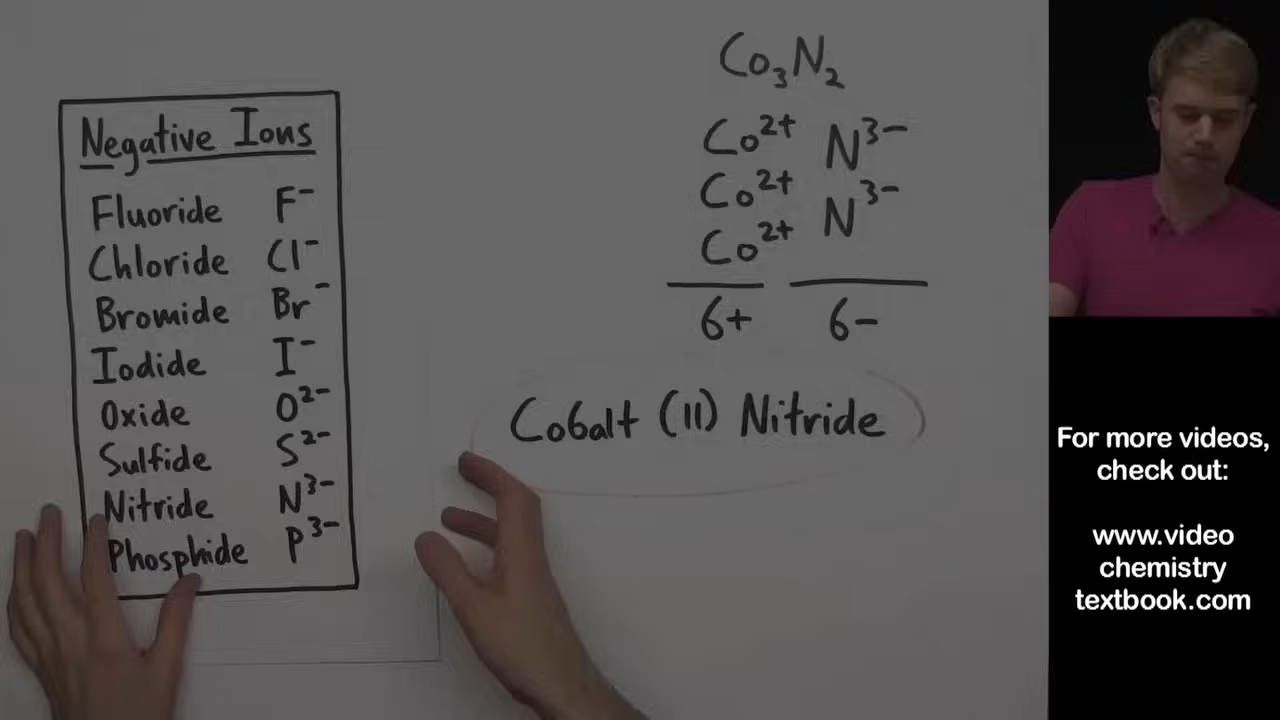 Negative Ions
Fluoride F⁻
Chloride Cl⁻
Bromide Br⁻
Iodide I⁻
Oxide O²⁻
Sulfide S²⁻
Nitride N³⁻
Phosphide P³⁻
Co₃N₂
Co²⁺ N³⁻
Co²⁺ N³⁻
Co²⁺
6+ 6−
Cobalt (II) Nitride
For more videos,
check out:
www.video
chemistry
textbook.com